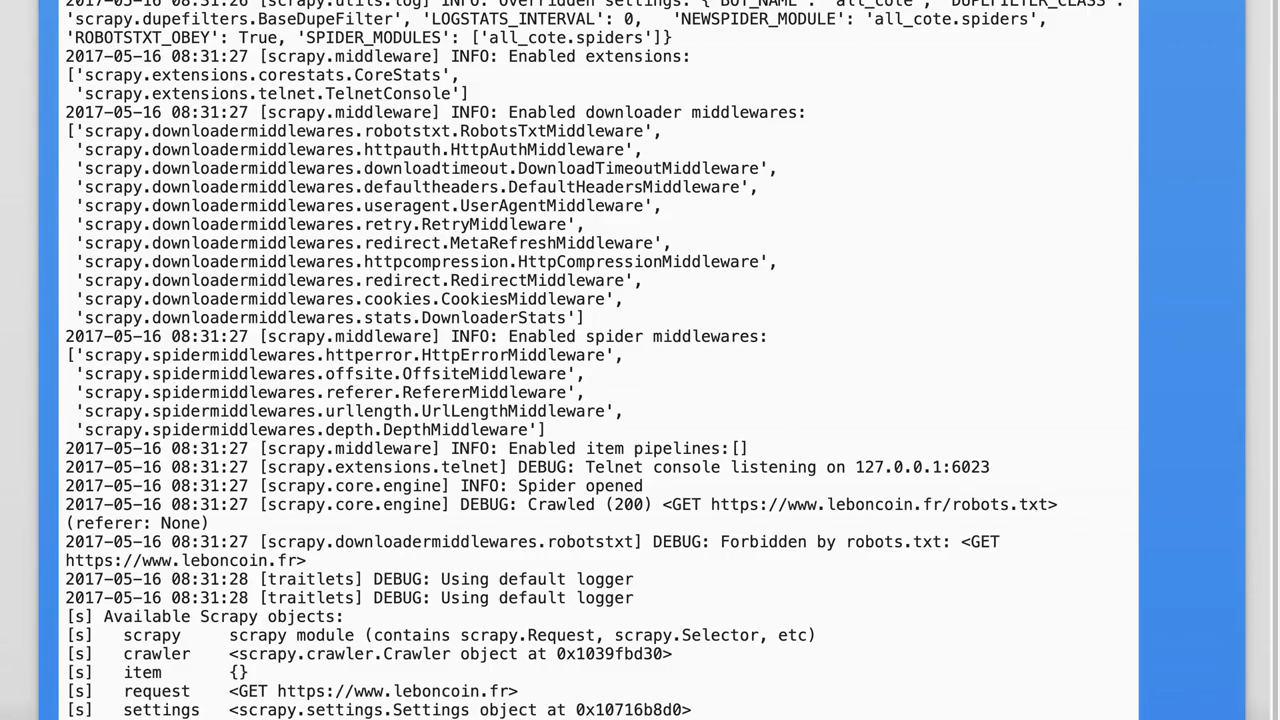 'scrapy.dupefilters.BaseDupeFilter', 'LOGSTATS_INTERVAL': 0,   'NEWSPIDER_MODULE': 'all_cote.spiders',
'ROBOTSTXT_OBEY': True, 'SPIDER_MODULES': ['all_cote.spiders']}
2017-05-16 08:31:27 [scrapy.middleware] INFO: Enabled extensions:
['scrapy.extensions.corestats.CoreStats',
 'scrapy.extensions.telnet.TelnetConsole']
2017-05-16 08:31:27 [scrapy.middleware] INFO: Enabled downloader middlewares:
['scrapy.downloadermiddlewares.robotstxt.RobotsTxtMiddleware',
 'scrapy.downloadermiddlewares.httpauth.HttpAuthMiddleware',
 'scrapy.downloadermiddlewares.downloadtimeout.DownloadTimeoutMiddleware',
 'scrapy.downloadermiddlewares.defaultheaders.DefaultHeadersMiddleware',
 'scrapy.downloadermiddlewares.useragent.UserAgentMiddleware',
 'scrapy.downloadermiddlewares.retry.RetryMiddleware',
 'scrapy.downloadermiddlewares.redirect.MetaRefreshMiddleware',
 'scrapy.downloadermiddlewares.httpcompression.HttpCompressionMiddleware',
 'scrapy.downloadermiddlewares.redirect.RedirectMiddleware',
 'scrapy.downloadermiddlewares.cookies.CookiesMiddleware',
 'scrapy.downloadermiddlewares.stats.DownloaderStats']
2017-05-16 08:31:27 [scrapy.middleware] INFO: Enabled spider middlewares:
['scrapy.spidermiddlewares.httperror.HttpErrorMiddleware',
 'scrapy.spidermiddlewares.offsite.OffsiteMiddleware',
 'scrapy.spidermiddlewares.referer.RefererMiddleware',
 'scrapy.spidermiddlewares.urllength.UrlLengthMiddleware',
 'scrapy.spidermiddlewares.depth.DepthMiddleware']
2017-05-16 08:31:27 [scrapy.middleware] INFO: Enabled item pipelines:[]
2017-05-16 08:31:27 [scrapy.extensions.telnet] DEBUG: Telnet console listening on 127.0.0.1:6023
2017-05-16 08:31:27 [scrapy.core.engine] INFO: Spider opened
2017-05-16 08:31:27 [scrapy.core.engine] DEBUG: Crawled (200) <GET https://www.leboncoin.fr/robots.txt>
(referer: None)
2017-05-16 08:31:27 [scrapy.downloadermiddlewares.robotstxt] DEBUG: Forbidden by robots.txt: <GET
https://www.leboncoin.fr>
2017-05-16 08:31:28 [traitlets] DEBUG: Using default logger
2017-05-16 08:31:28 [traitlets] DEBUG: Using default logger
[s] Available Scrapy objects:
[s]   scrapy     scrapy module (contains scrapy.Request, scrapy.Selector, etc)
[s]   crawler    <scrapy.crawler.Crawler object at 0x1039fbd30>
[s]   item       {}
[s]   request    <GET https://www.leboncoin.fr>
[s]   settings   <scrapy.settings.Settings object at 0x10716b8d0>